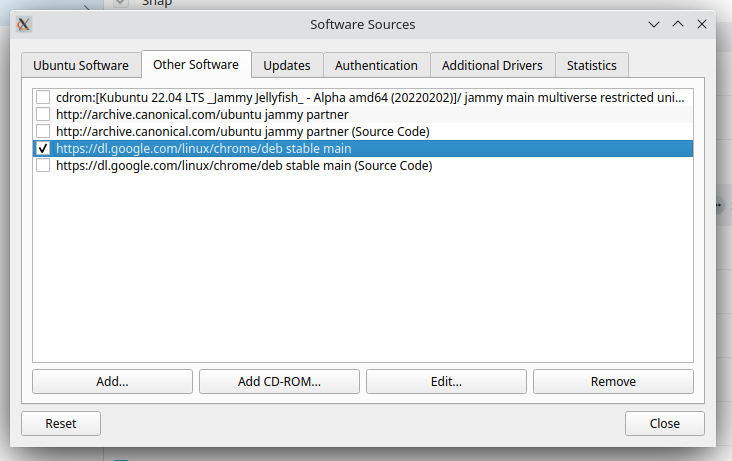 Snap
Software Sources
Ubuntu Software
Other Software
Updates
Authentication
Additional Drivers
Statistics
cdrom:[Kubuntu 22.04 LTS _Jammy Jellyfish_ - Alpha amd64 (20220202)]/ jammy main multiverse restricted uni...
http://archive.canonical.com/ubuntu jammy partner
http://archive.canonical.com/ubuntu jammy partner (Source Code)
https://dl.google.com/linux/chrome/deb stable main
https://dl.google.com/linux/chrome/deb stable main (Source Code)
Add...
Add CD-ROM...
Edit...
Remove
Reset
Close